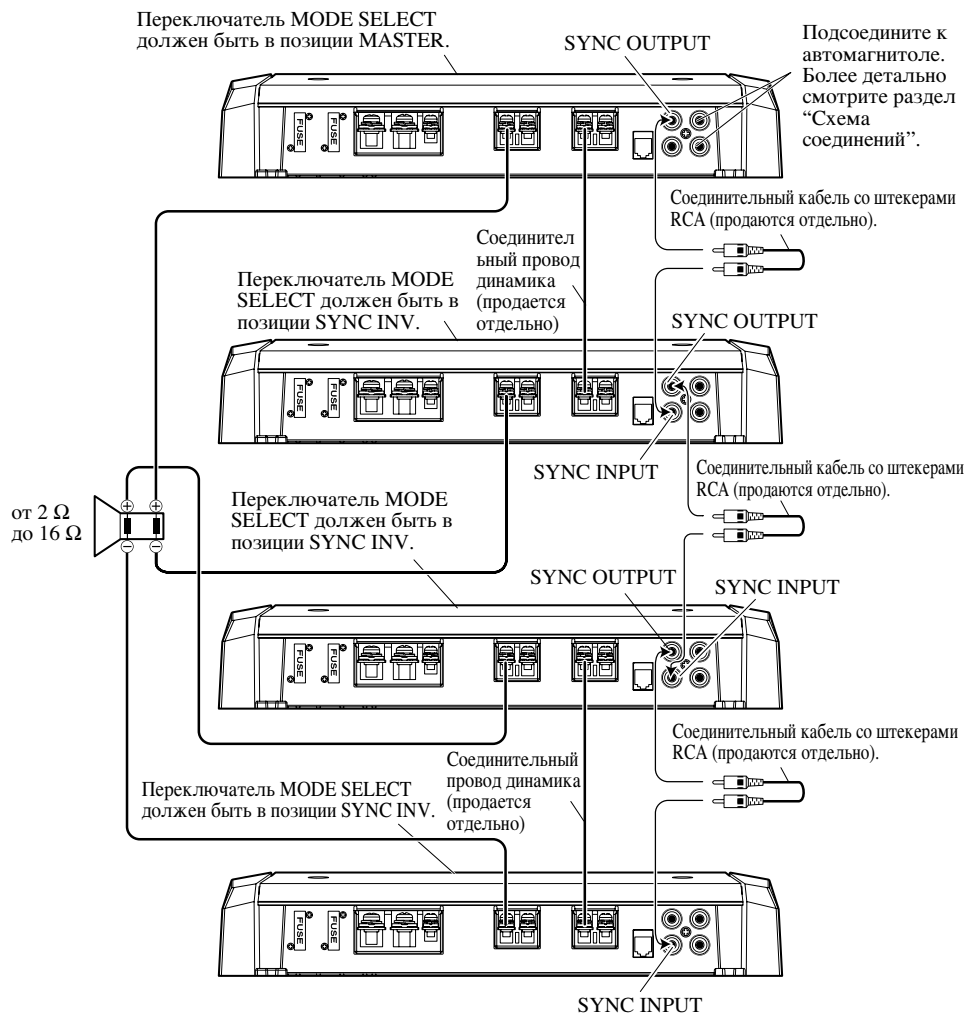 Переключатель MODE SELECT
должен быть в позиции MASTER.
SYNC OUTPUT
Подсоедините к
автомагнитоле.
Более детально
смотрите раздел
“Схема
соединений”.
FUSE
FUSE
Соединительный кабель со штекерами
RCA (продаются отдельно).
Соединител
ьный провод
динамика
(продается
отдельно)
Переключатель MODE
SELECT должен быть в
позиции SYNC INV.
SYNC OUTPUT
FUSE
FUSE
SYNC INPUT
Соединительный кабель со штекерами
RCA (продаются отдельно).
Переключатель MODE
SELECT должен быть в
позиции SYNC INV.
от 2 Ω
до 16 Ω
+
+
−
−
SYNC OUTPUT
SYNC INPUT
FUSE
FUSE
Соединительный кабель со штекерами
RCA (продаются отдельно).
Соединительный
провод динамика
(продается
отдельно)
Переключатель MODE SELECT
должен быть в позиции SYNC INV.
FUSE
FUSE
SYNC INPUT